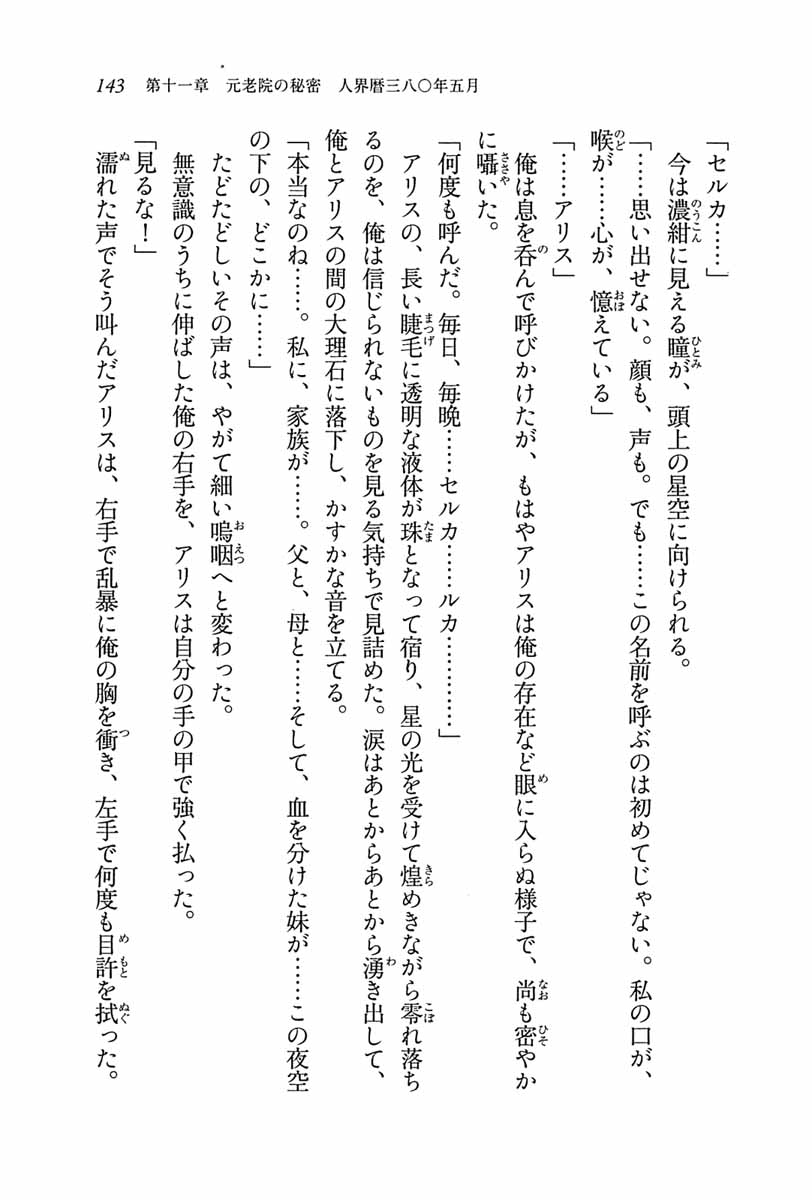 143　第十一章　元老院の秘密　人界暦三八〇年五月
「セルカ……」
　今は濃紺に見える瞳が、頭上の星空に向けられる。
「……思い出せない。顔も、声も。でも……この名前を呼ぶのは初めてじゃない。私の口が、
喉が……心が、憶えている」
「……アリス」
　俺は息を呑んで呼びかけたが、もはやアリスは俺の存在など眼に入らぬ様子で、尚も密やか
に囁いた。
「何度も呼んだ。毎日、毎晩……セルカ……ルカ…………」
　アリスの、長い睫毛に透明な液体が珠となって宿り、星の光を受けて煌めきながら零れ落ち
るのを、俺は信じられないものを見る気持ちで見詰めた。涙はあとからあとから湧き出して、
俺とアリスの間の大理石に落下し、かすかな音を立てる。
「本当なのね……。私に、家族が……。父と、母と……そして、血を分けた妹が……この夜空
の下の、どこかに……」
　たどたどしいその声は、やがて細い嗚咽へと変わった。
　無意識のうちに伸ばした俺の右手を、アリスは自分の手の甲で強く払った。
「見るな！」
　濡れた声でそう叫んだアリスは、右手で乱暴に俺の胸を衝き、左手で何度も目許を拭った。